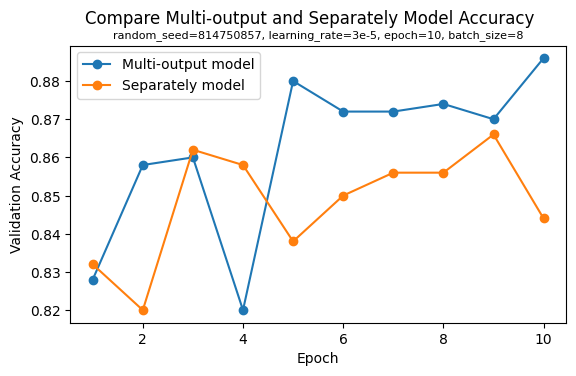 Compare Multi-output and Separately Model Accuracy
random_seed=814750857, learning_rate=3e-5, epoch=10, batch_size=8
Multi-output model
Separately model
Validation Accuracy
0.88
0.87
0.86
0.85
0.84
0.83
0.82
2 4 6 8 10
Epoch